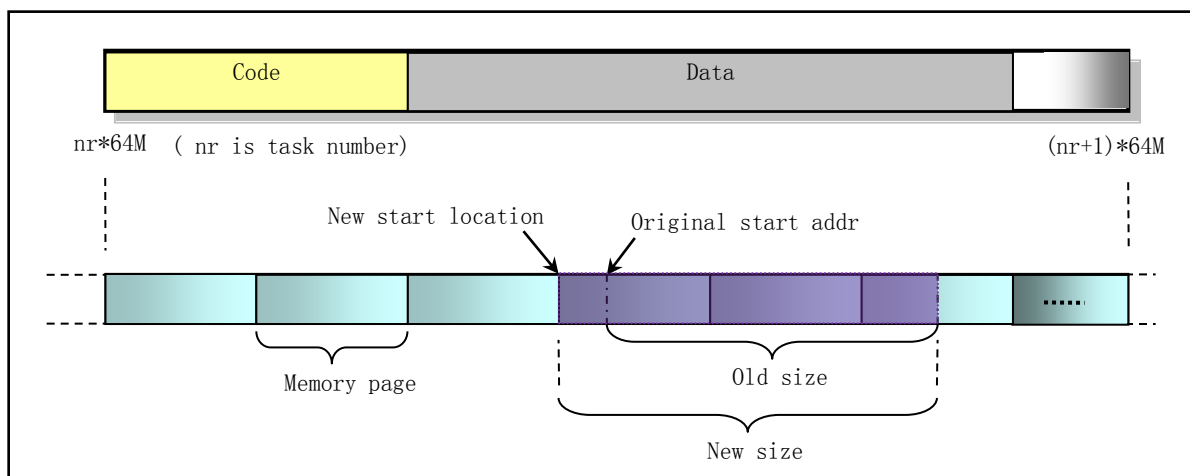 Code
Data
nr*64M
( nr is task number)
(nr+1)*64M
New start location
Original start addr
......
Memory page
Old size
New size